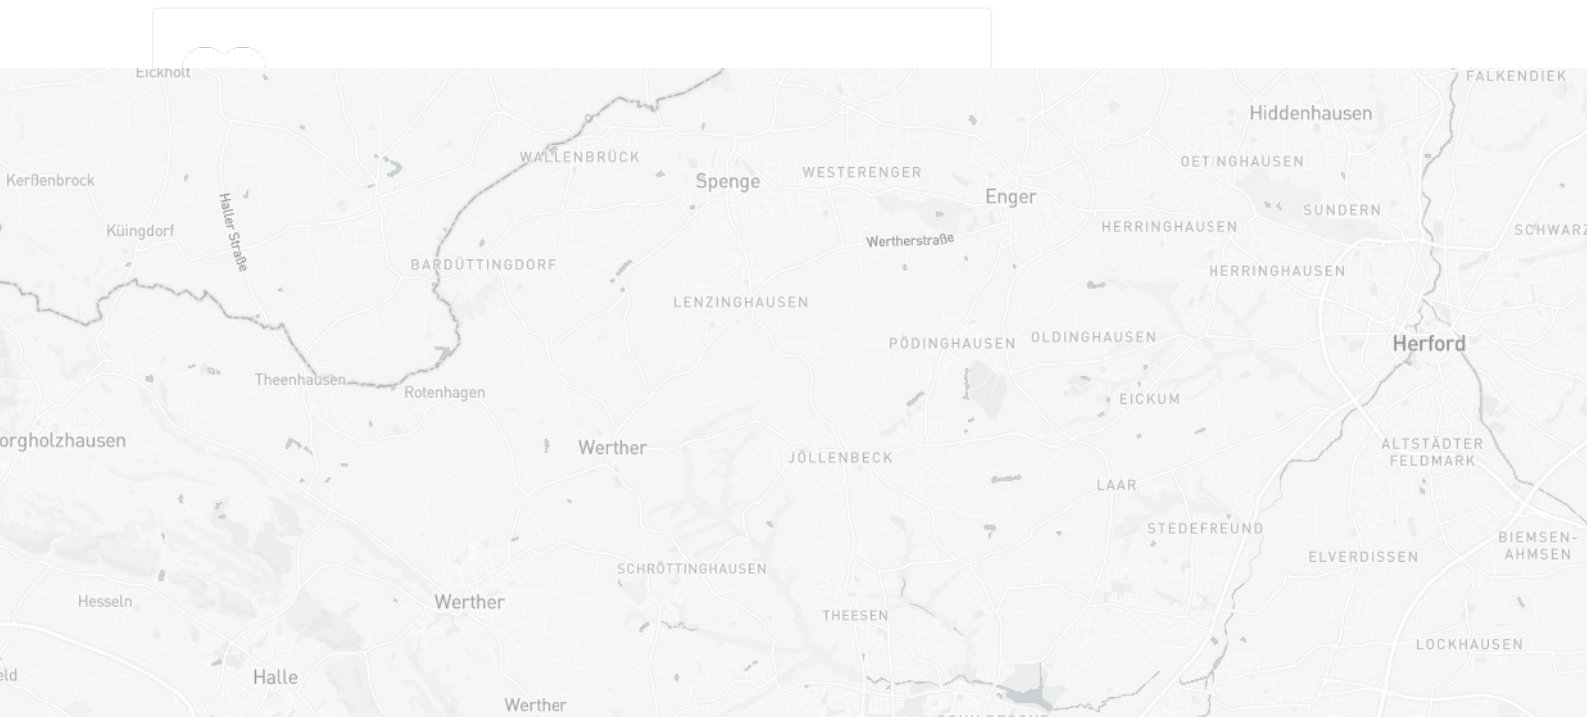 Eickholt
FALKENDIEK
Hiddenhausen
WALLENBRÜCK
OETINGHAUSEN
Kerßenbrock
Spenge
WESTERENGER
Enger
SUNDERN
Haller Straße
Küingdorf
HERRINGHAUSEN
SCHWARZ
Wertherstraße
BARDÜTTINGDORF
HERRINGHAUSEN
LENZINGHAUSEN
PÖDINGHAUSEN
OLDINGHAUSEN
Herford
Theenhausen
Rotenhagen
EICKUM
orgholzhausen
Werther
JÖLLENBECK
ALTSTÄDTER
FELDMARK
LAAR
STEDEFREUND
BIEMSEN-
AHMSEN
ELVERDISSEN
SCHRÖTTINGHAUSEN
Hesseln
Werther
THEESEN
LOCKHAUSEN
eld
Halle
Werther